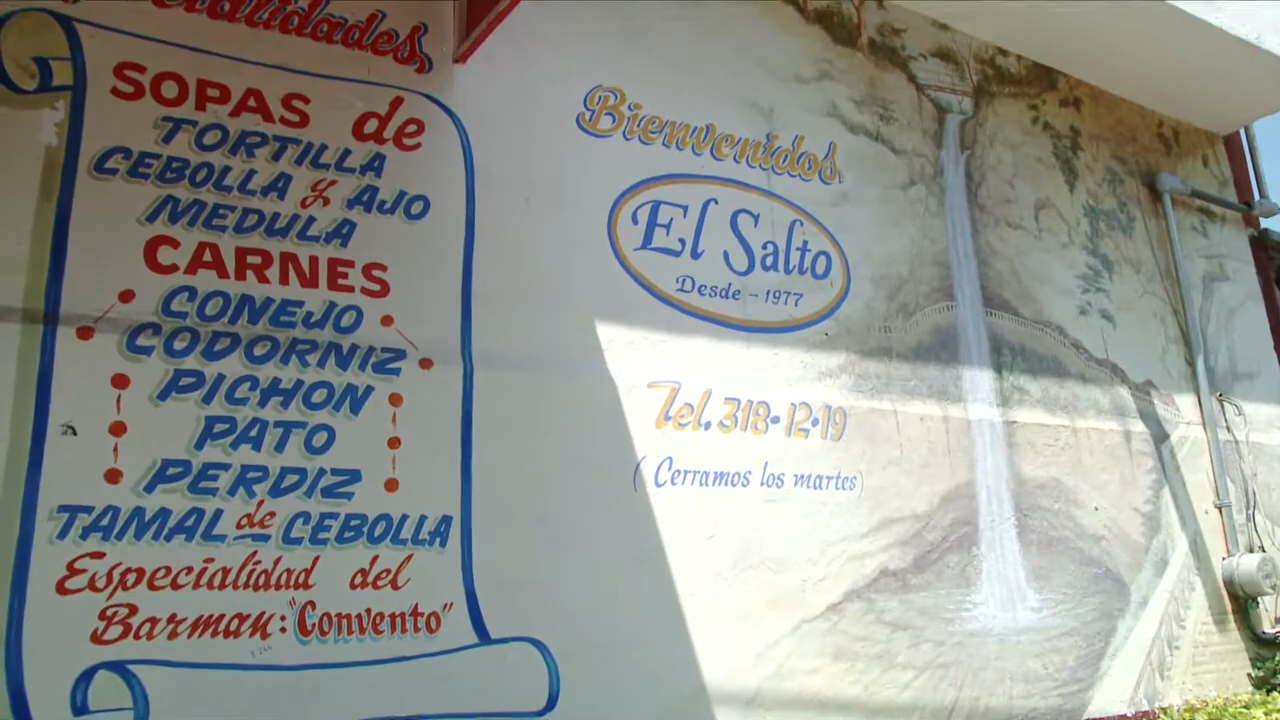 Especialidades,
SOPAS de
TORTILLA
CEBOLLA y AJO
MEDULA
CARNES
CONEJO
CODORNIZ
PICHON
PATO
PERDIZ
TAMAL de CEBOLLA
Especialidad del
Barman: "Convento"
Bienvenidos
El Salto
Desde - 1977
Tel. 318·12·19
(Cerramos los martes)